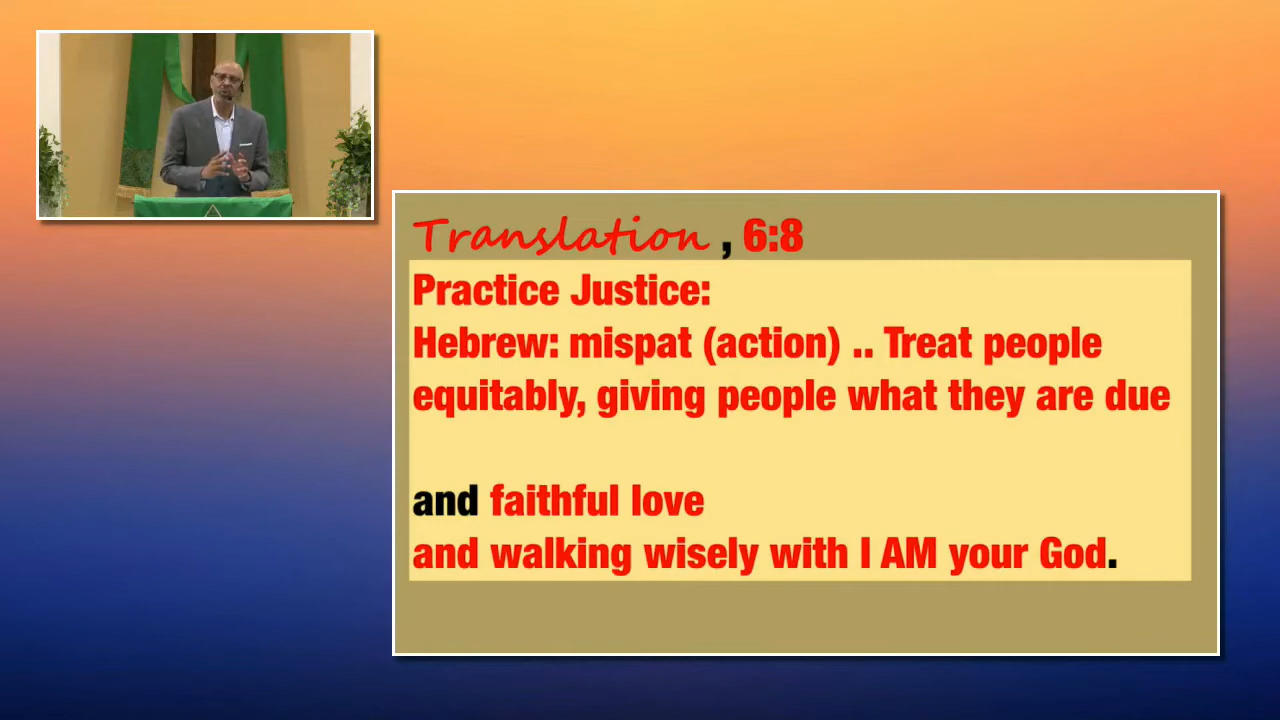 Translation , 6:8
Practice Justice:
Hebrew: mispat (action) .. Treat people
equitably, giving people what they are due
and faithful love
and walking wisely with I AM your God.